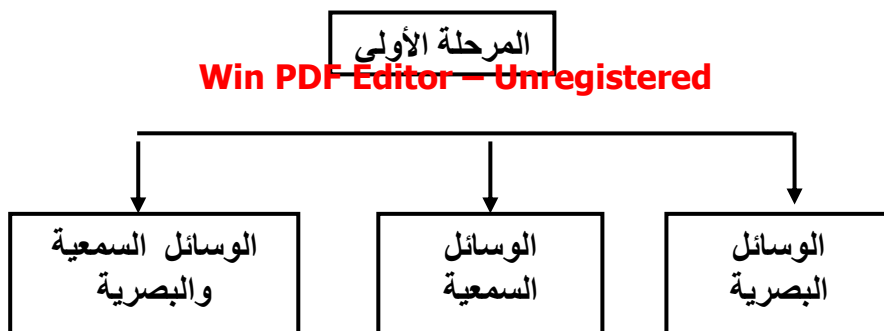 المرحلة الأولى
Win PDF Editor – Unregistered
الوسائل
البصرية
الوسائل
السمعية
الوسائل السمعية
والبصرية